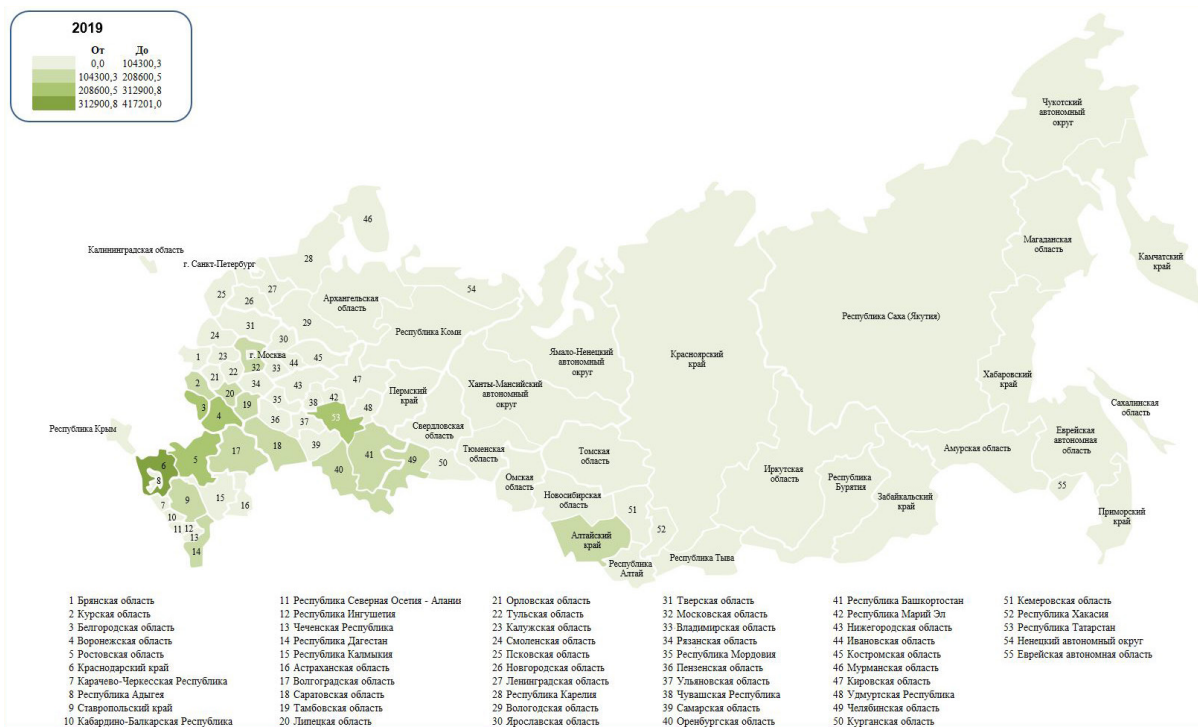 2019
От До
0,0 104300,3
104300,3 208600,5
208600,5 312900,8
312900,8 417201,0
Чукотский
автономный
округ
46
Калининградская область
г. Санкт-Петербург
28
Магаданская
область
Камчатский
край
25
26
27
54
Архангельская
область
Республика Саха (Якутия)
24
31
29
30
Республика Коми
1
23
г. Москва
45
Ямало-Ненецкий
автономный
округ
Красноярский
край
2
21
22
32
33
44
34
43
47
Пермский
край
Ханты-Мансийский
автономный
округ
Хабаровский
край
3
20
19
35
38
42
48
Сахалинская
область
4
36
37
53
Свердловская
область
Республика Крым
Еврейская
автономная
область
5
17
18
39
Тюменская
область
Томская
область
Амурская область
6
40
41
49
50
Омская
область
Иркутская
область
Республика
Бурятия
8
7
9
15
16
Новосибирская
область
51
Забайкальский
край
55
10
11
12
13
14
Алтайский
край
52
Приморский
край
Республика
Алтай
Республика Тыва
1 Брянская область
2 Курская область
3 Белгородская область
4 Воронежская область
5 Ростовская область
6 Краснодарский край
7 Карачево-Черкесская Республика
8 Республика Адыгея
9 Ставропольский край
10 Кабардино-Балкарская Республика
11 Республика Северная Осетия - Алания
12 Республика Ингушетия
13 Чеченская Республика
14 Республика Дагестан
15 Республика Калмыкия
16 Астраханская область
17 Волгоградская область
18 Саратовская область
19 Тамбовская область
20 Липецкая область
21 Орловская область
22 Тульская область
23 Калужская область
24 Смоленская область
25 Псковская область
26 Новгородская область
27 Ленинградская область
28 Республика Карелия
29 Вологодская область
30 Ярославская область
31 Тверская область
32 Московская область
33 Владимирская область
34 Рязанская область
35 Республика Мордовия
36 Пензенская область
37 Ульяновская область
38 Чувашская Республика
39 Самарская область
40 Оренбургская область
41 Республика Башкортостан
42 Республика Марий Эл
43 Нижегородская область
44 Ивановская область
45 Костромская область
46 Мурманская область
47 Кировская область
48 Удмуртская Республика
49 Челябинская область
50 Курганская область
51 Кемеровская область
52 Республика Хакасия
53 Республика Татарстан
54 Ненецкий автономный округ
55 Еврейская автономная область